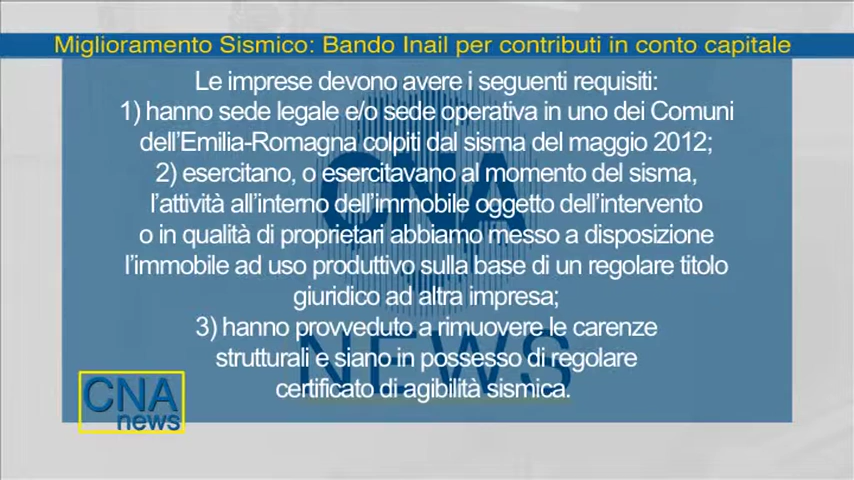 Miglioramento Sismico: Bando Inail per contributi in conto capitale
Le imprese devono avere i seguenti requisiti:
1) hanno sede legale e/o sede operativa in uno dei Comuni
dell'Emilia-Romagna colpiti dal sisma del maggio 2012;
2) esercitano, o esercitavano al momento del sisma,
l'attività all'interno dell'immobile oggetto dell'intervento
o in qualità di proprietari abbiamo messo a disposizione
l'immobile ad uso produttivo sulla base di un regolare titolo
giuridico ad altra impresa;
3) hanno provveduto a rimuovere le carenze
strutturali e siano in possesso di regolare
certificato di agibilità sismica.
CNA
NEWS
CNA
news